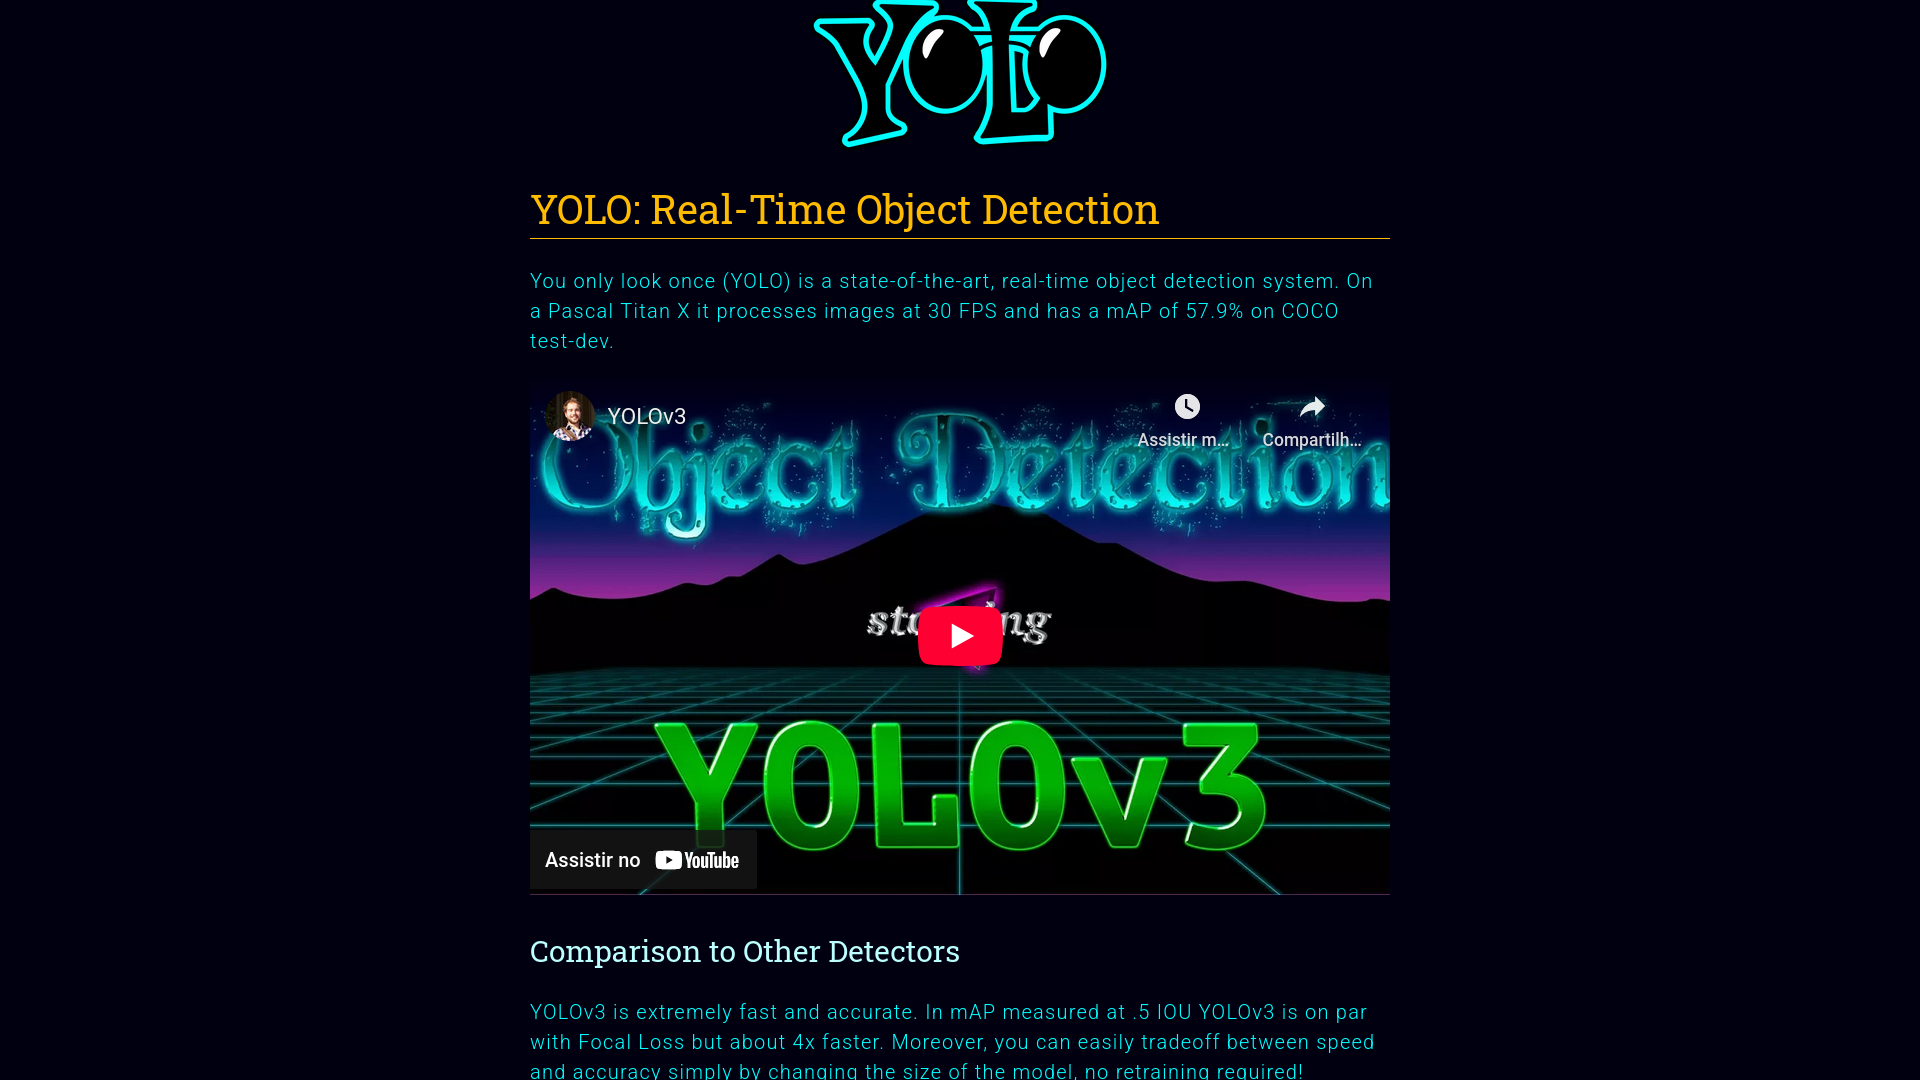 YOLO
YOLO: Real-Time Object Detection
You only look once (YOLO) is a state-of-the-art, real-time object detection system. On
a Pascal Titan X it processes images at 30 FPS and has a mAP of 57.9% on COCO
test-dev.
YOLOv3
Assistir m...
Compartilh...
Object Detection
YOLOv3
Assistir no YouTube
Comparison to Other Detectors
YOLOv3 is extremely fast and accurate. In mAP measured at .5 IOU YOLOv3 is on par
with Focal Loss but about 4x faster. Moreover, you can easily tradeoff between speed
and accuracy simply by changing the size of the model, no retraining required!